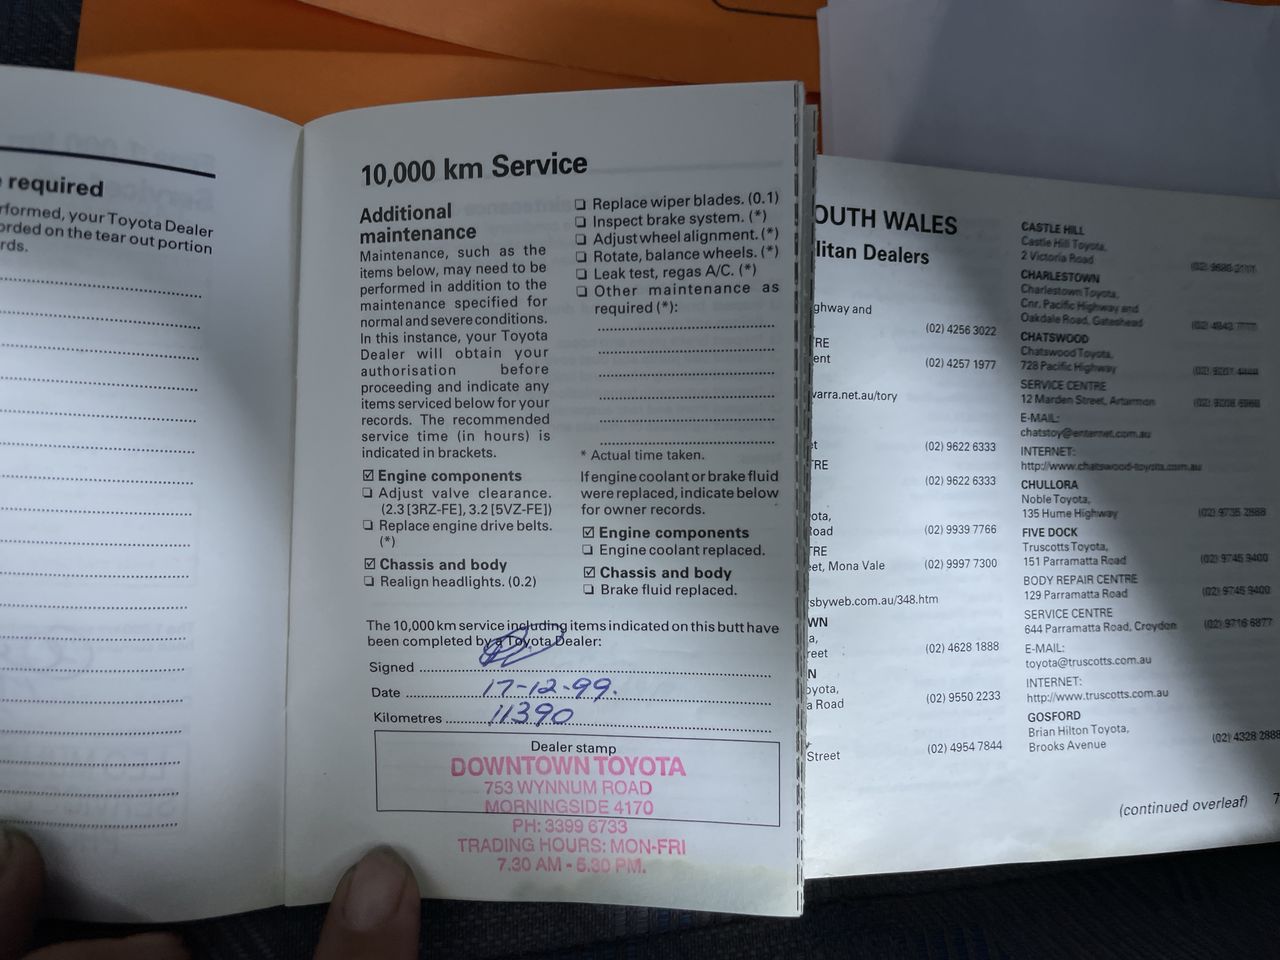 required
rformed, your Toyota Dealer
orded on the tear out portion
rds.
10,000 km Service
Additional
maintenance
Maintenance, such as the
items below, may need to be
performed in addition to the
maintenance specified for
normal and severe conditions.
In this instance, your Toyota
Dealer will obtain your
authorisation before
proceeding and indicate any
items serviced below for your
records. The recommended
service time (in hours) is
indicated in brackets.
☑ Engine components
❏ Adjust valve clearance.
(2.3 [3RZ-FE], 3.2 [5VZ-FE])
❏ Replace engine drive belts.
(*)
☑ Chassis and body
❏ Realign headlights. (0.2)
❏ Replace wiper blades. (0.1)
❏ Inspect brake system. (*)
❏ Adjust wheel alignment. (*)
❏ Rotate, balance wheels. (*)
❏ Leak test, regas A/C. (*)
❏ Other maintenance as
required (*):
* Actual time taken.
If engine coolant or brake fluid
were replaced, indicate below
for owner records.
☑ Engine components
❏ Engine coolant replaced.
☑ Chassis and body
❏ Brake fluid replaced.
The 10,000 km service including items indicated on this butt have
been completed by a Toyota Dealer:
Signed
Date 17-12-99.
Kilometres 11390
Dealer stamp
DOWNTOWN TOYOTA
753 WYNNUM ROAD
MORNINGSIDE 4170
PH: 3399 6733
TRADING HOURS: MON-FRI
7.30 AM - 5.30 PM.
OUTH WALES
litan Dealers
ghway and
(02) 4256 3022
RE
ent (02) 4257 1977
varra.net.au/tory
et (02) 9622 6333
RE
(02) 9622 6333
ota,
oad (02) 9939 7766
RE
eet, Mona Vale (02) 9997 7300
sbyweb.com.au/348.htm
WN
a,
reet (02) 4628 1888
N
oyota,
a Road (02) 9550 2233
Street (02) 4954 7844
CASTLE HILL
Castle Hill Toyota,
2 Victoria Road
CHARLESTOWN
Charlestown Toyota,
Cnr. Pacific Highway and
Oakdale Road, Gateshead
CHATSWOOD
Chatswood Toyota,
728 Pacific Highway
SERVICE CENTRE
12 Marden Street, Artarmon
E-MAIL:
chatstoy@enternet.com.au
INTERNET:
http://www.chatswood-toyota.com.au
CHULLORA
Noble Toyota,
135 Hume Highway (02) 9735 2888
FIVE DOCK
Truscotts Toyota,
151 Parramatta Road (02) 9745 9400
BODY REPAIR CENTRE
129 Parramatta Road (02) 9745 9400
SERVICE CENTRE
644 Parramatta Road, Croydon (02) 9716 6877
E-MAIL:
toyota@truscotts.com.au
INTERNET:
http://www.truscotts.com.au
GOSFORD
Brian Hilton Toyota,
Brooks Avenue (02) 4328 2888
(continued overleaf) 7